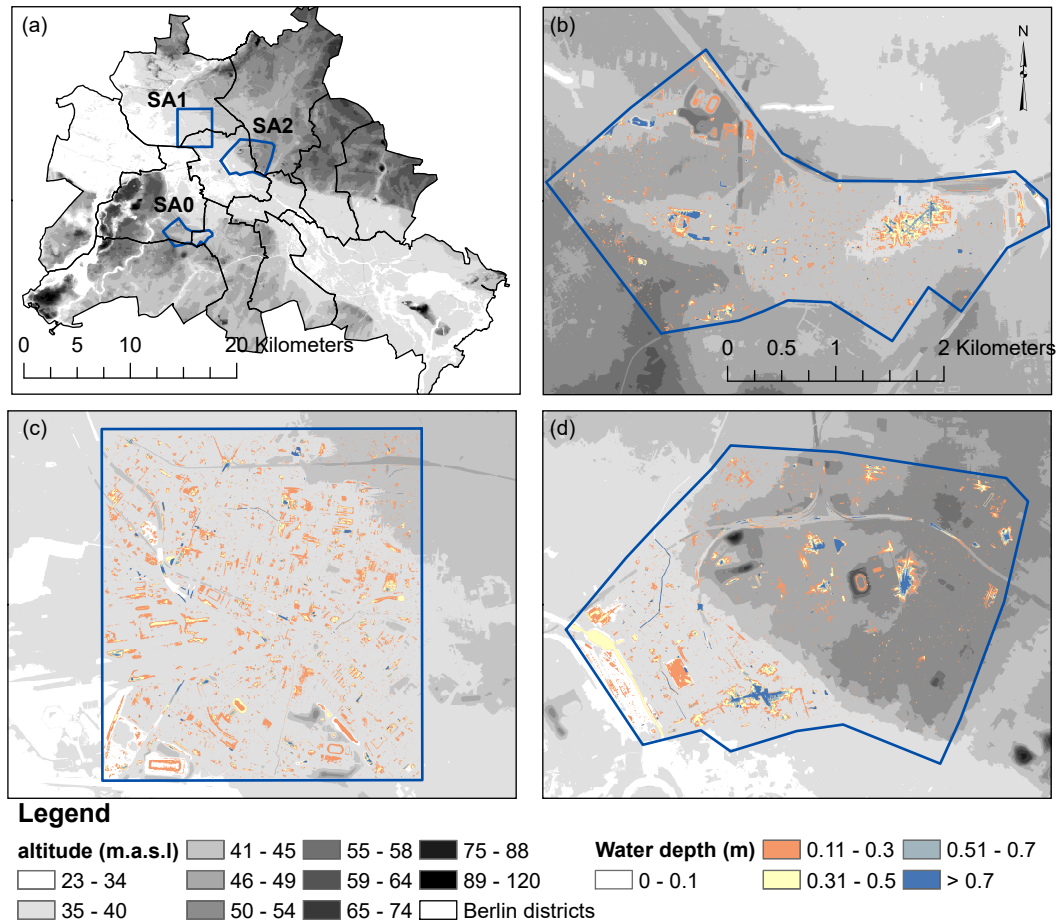 (a)
SA1
SA2
SA0
0 5 10 20 Kilometers
(b)
N
0 0.5 1 2 Kilometers
(c)
(d)
Legend
altitude (m.a.s.l)
23 - 34
35 - 40
41 - 45
46 - 49
50 - 54
55 - 58
59 - 64
65 - 74
75 - 88
89 - 120
Berlin districts
Water depth (m)
0 - 0.1
0.11 - 0.3
0.31 - 0.5
0.51 - 0.7
> 0.7